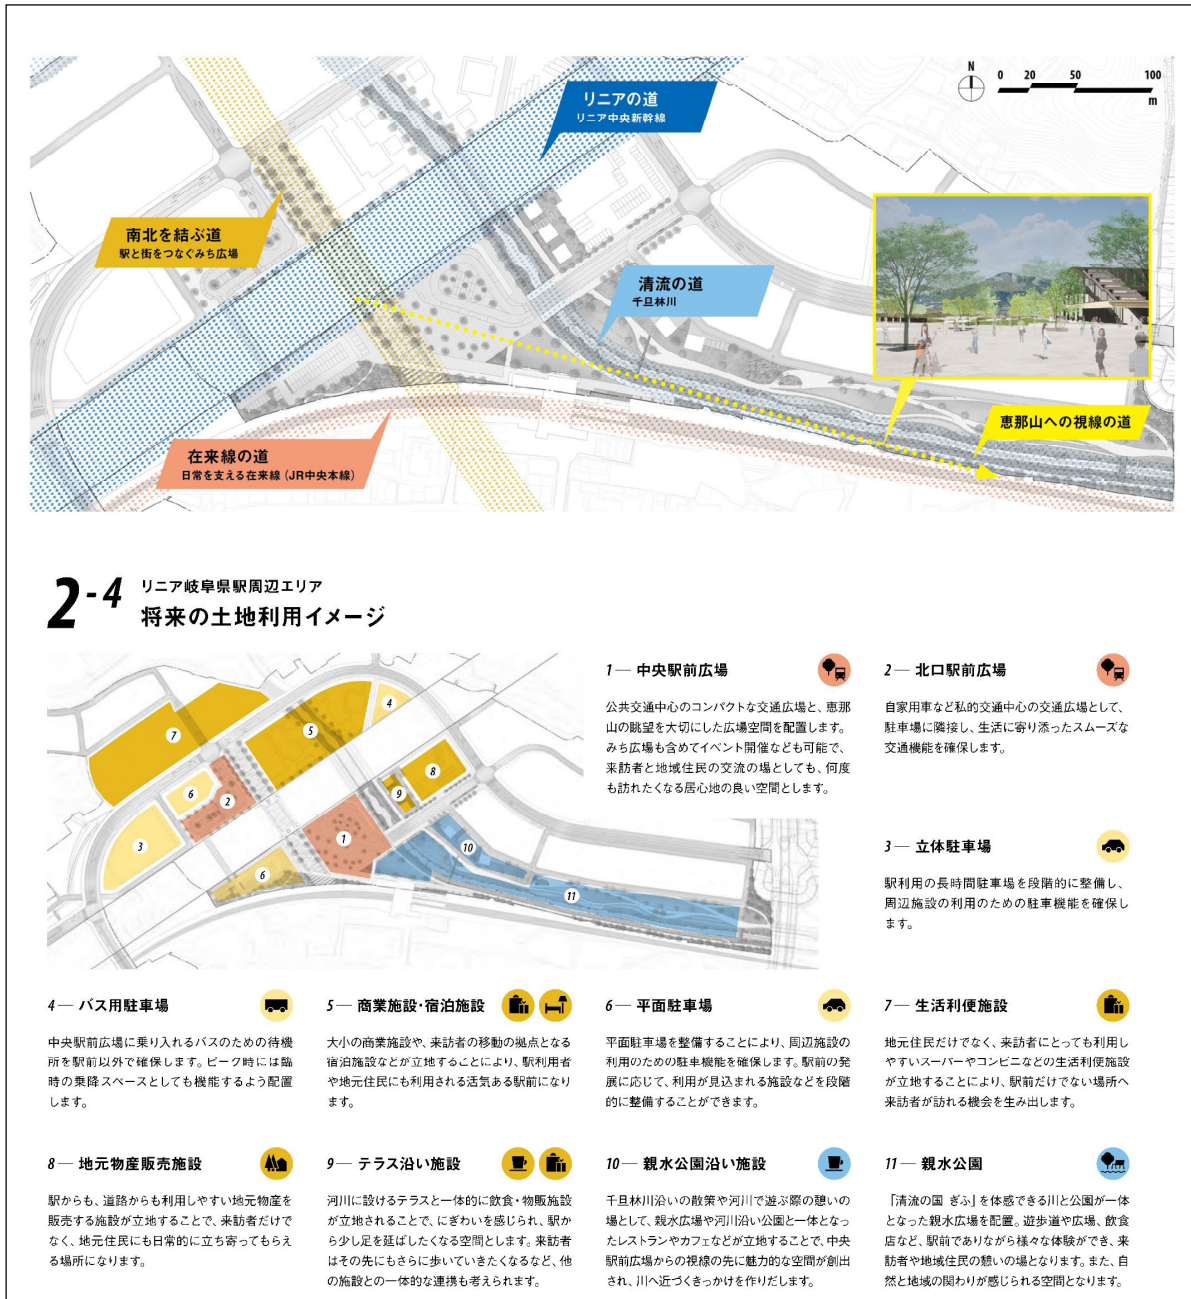 N
0 20 50 100
m
リニアの道
リニア中央新幹線
南北を結ぶ道
駅と街をつなぐみち広場
清流の道
千旦林川
恵那山への視線の道
在来線の道
日常を支える在来線（JR中央本線）
2-4
リニア岐阜県駅周辺エリア
将来の土地利用イメージ
7
5
4
6
2
8
9
3
1
10
6
11
1— 中央駅前広場
公共交通中心のコンパクトな交通広場と、恵那
山の眺望を大切にした広場空間を配置します。
みち広場も含めてイベント開催なども可能で、
来訪者と地域住民の交流の場としても、何度
も訪れたくなる居心地の良い空間とします。
2— 北口駅前広場
自家用車など私的交通中心の交通広場として、
駐車場に隣接し、生活に寄り添ったスムーズな
交通機能を確保します。
3— 立体駐車場
駅利用の長時間駐車場を段階的に整備し、
周辺施設の利用のための駐車機能を確保し
ます。
4— バス用駐車場
中央駅前広場に乗り入れるバスのための待機
所を駅前以外で確保します。ピーク時には臨
時の乗降スペースとしても機能するよう配置
します。
5— 商業施設・宿泊施設
大小の商業施設や、来訪者の移動の拠点となる
宿泊施設などが立地することにより、駅利用者
や地元住民にも利用される活気ある駅前になり
ます。
6— 平面駐車場
平面駐車場を整備することにより、周辺施設の
利用のための駐車機能を確保します。駅前の発
展に応じて、利用が見込まれる施設などを段階
的に整備することができます。
7— 生活利便施設
地元住民だけでなく、来訪者にとっても利用し
やすいスーパーやコンビニなどの生活利便施設
が立地することにより、駅前だけでない場所へ
来訪者が訪れる機会を生み出します。
8— 地元物産販売施設
駅からも、道路からも利用しやすい地元物産を
販売する施設が立地することで、来訪者だけで
なく、地元住民にも日常的に立ち寄ってもらえ
る場所になります。
9— テラス沿い施設
河川に設けるテラスと一体的に飲食・物販施設
が立地されることで、にぎわいを感じられ、駅か
ら少し足を延ばしたくなる空間とします。来訪者
はその先にもさらに歩いていきたくなるなど、他
の施設との一体的な連携も考えられます。
10— 親水公園沿い施設
千旦林川沿いの散策や河川で遊ぶ際の憩いの
場として、親水広場や河川沿い公園と一体となっ
たレストランやカフェなどが立地することで、中央
駅前広場からの視線の先に魅力的な空間が創出
され、川へ近づくきっかけを作りだします。
11— 親水公園
「清流の国 ぎふ」を体感できる川と公園が一体
となった親水広場を配置。遊歩道や広場、飲食
店など、駅前でありながら様々な体験ができ、来
訪者や地域住民の憩いの場となります。また、自
然と地域の関わりが感じられる空間となります。